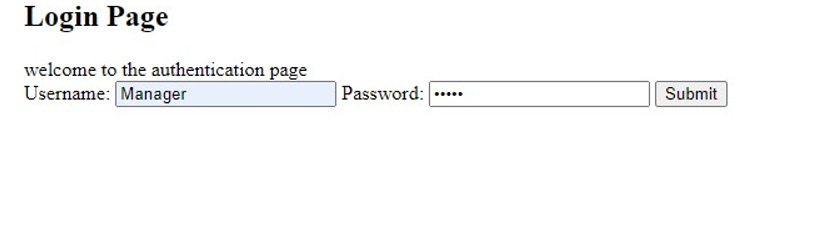 Login Page
welcome to the authentication page
Username: Manager Password: ••••• Submit